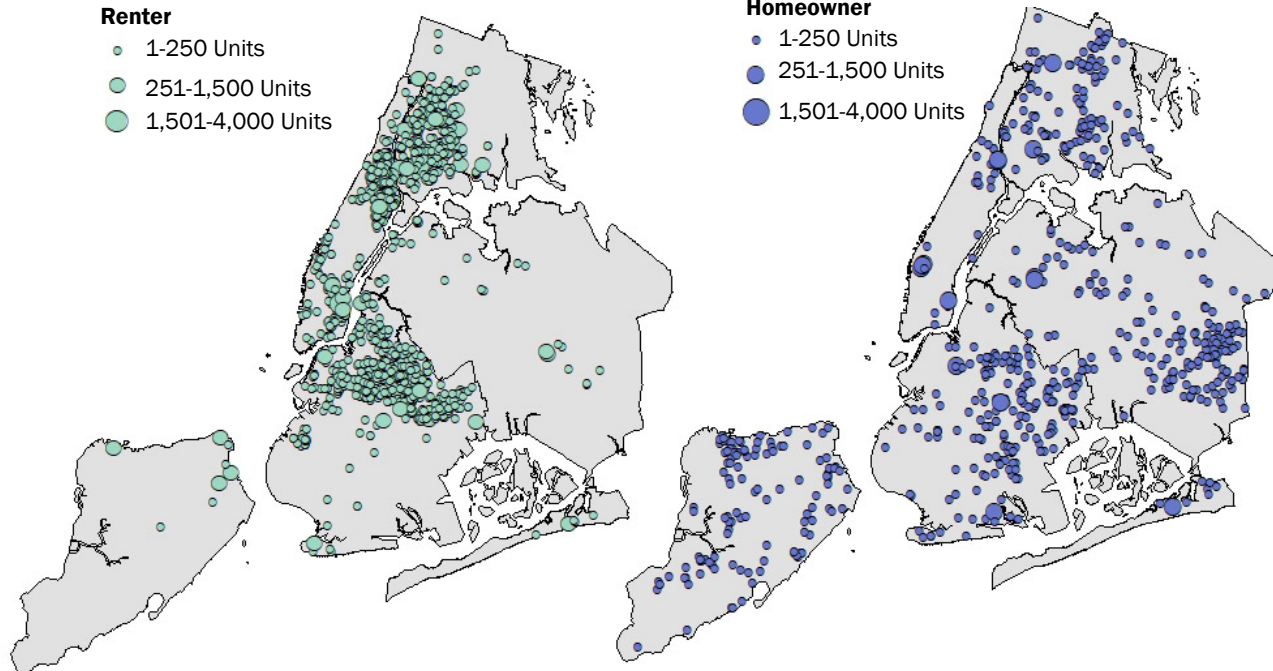 Renter
1-250 Units
251-1,500 Units
1,501-4,000 Units
Homeowner
1-250 Units
251-1,500 Units
1,501-4,000 Units